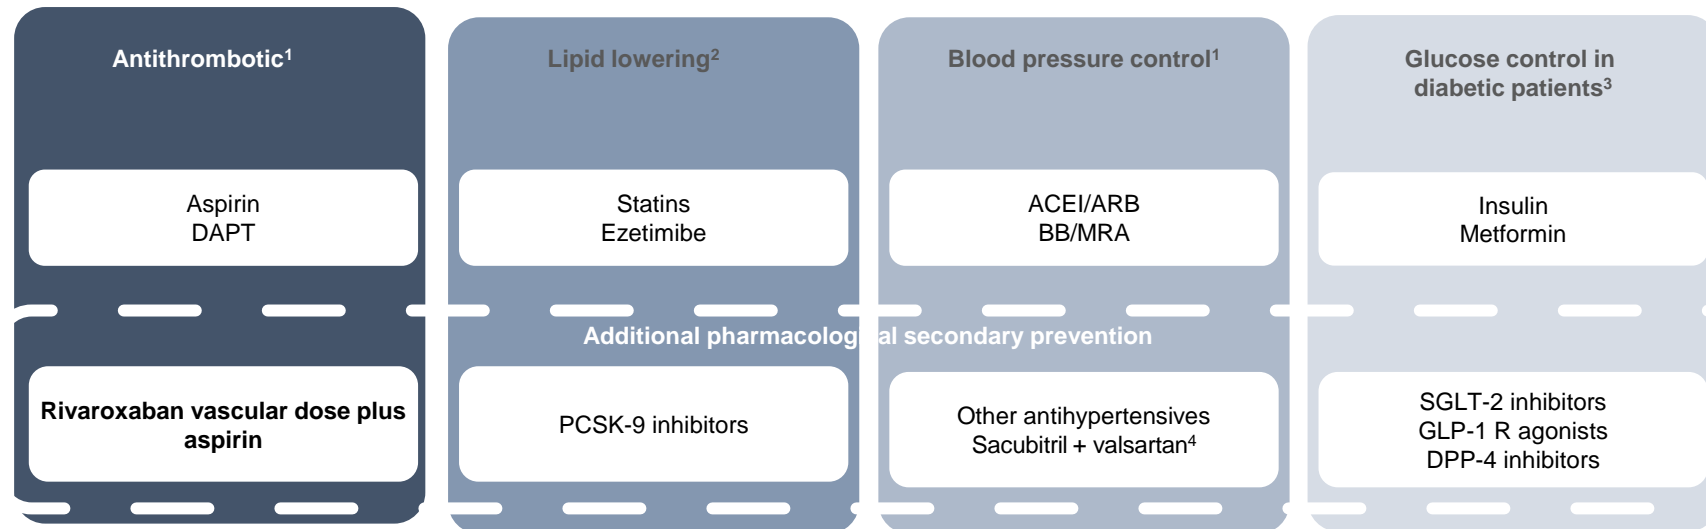 Antithrombotic¹
Lipid lowering²
Blood pressure control¹
Glucose control in
diabetic patients³
Aspirin
DAPT
Statins
Ezetimibe
ACEI/ARB
BB/MRA
Insulin
Metformin
Additional pharmacological secondary prevention
Rivaroxaban vascular dose plus
aspirin
PCSK-9 inhibitors
Other antihypertensives
Sacubitril + valsartan⁴
SGLT-2 inhibitors
GLP-1 R agonists
DPP-4 inhibitors